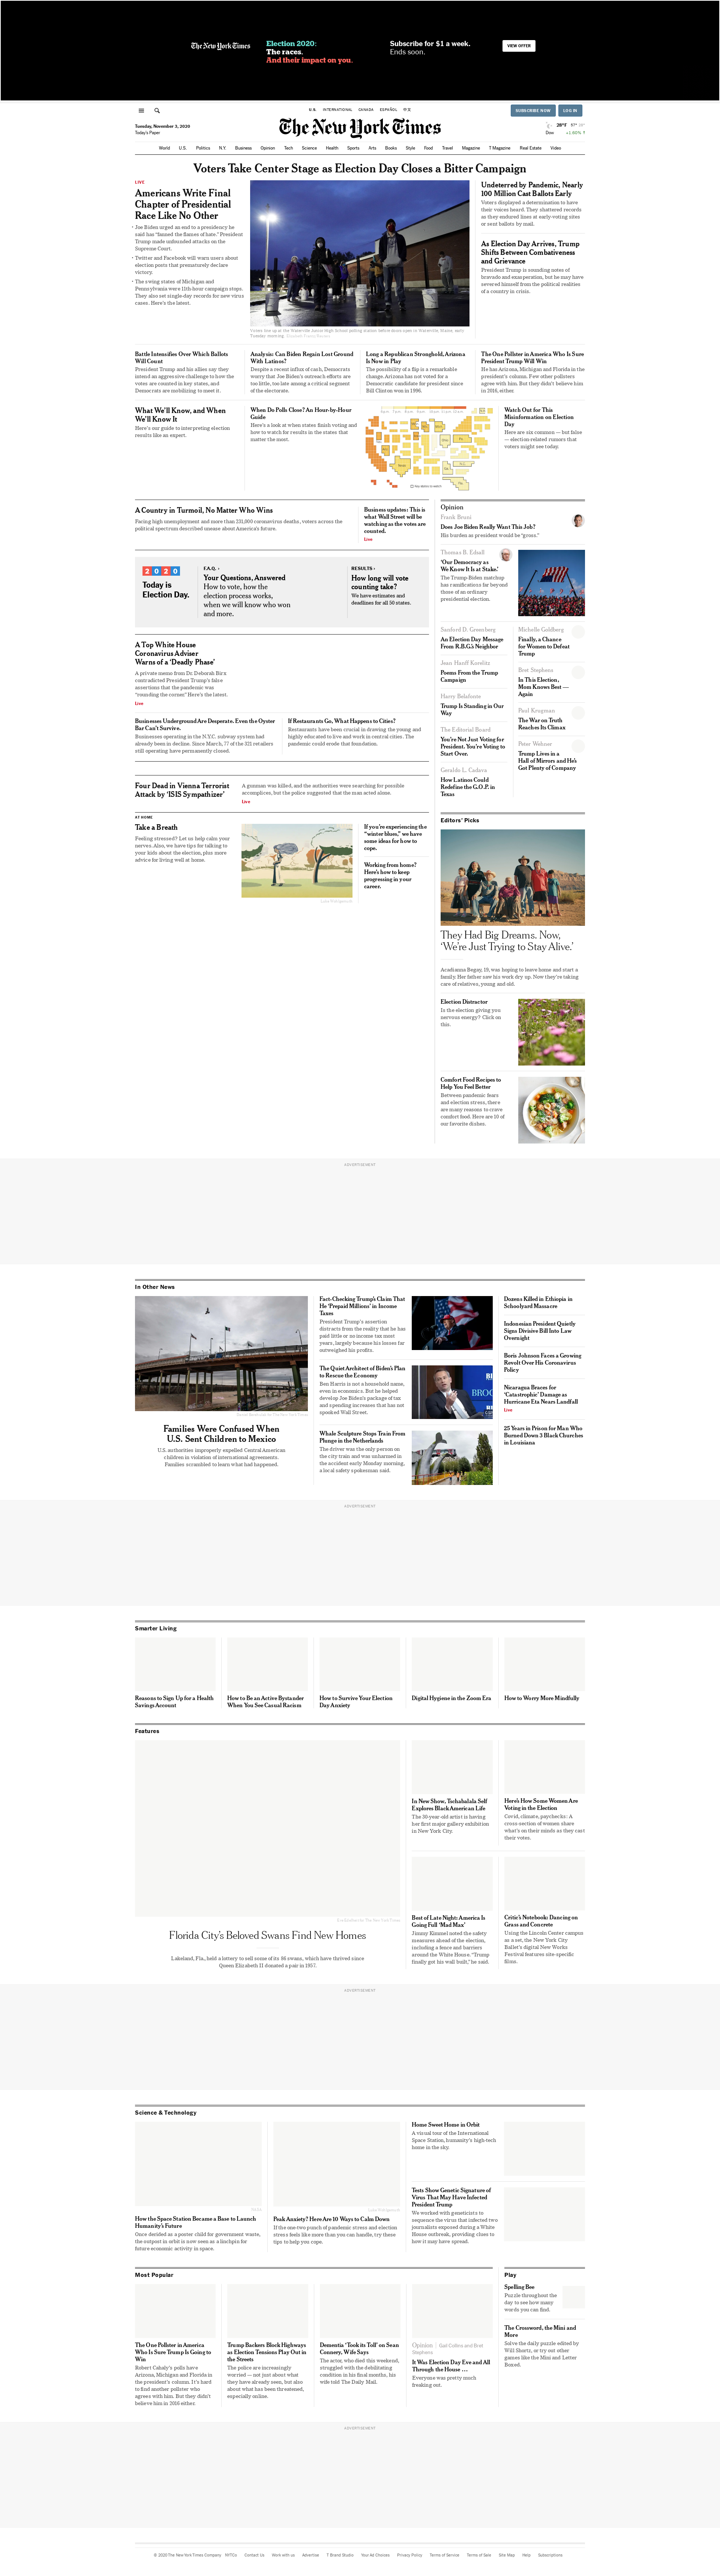 The New York Times
Election 2020:
The races.
And their impact on you.
Subscribe for $1 a week.
Ends soon.
VIEW OFFER
U.S.
INTERNATIONAL
CANADA
ESPAÑOL
中文
SUBSCRIBE NOW
LOG IN
Tuesday, November 3, 2020
Today's Paper
The New York Times
Dow
World U.S. Politics N.Y. Business Opinion Tech Science Health Sports Arts Books Style Food Travel Magazine T Magazine Real Estate Video
Voters Take Center Stage as Election Day Closes a Bitter Campaign
LIVE
Americans Write Final
Chapter of Presidential
Race Like No Other
Joe Biden urged an end to a presidency he
said has “fanned the flames of hate.” President
Trump made unfounded attacks on the
Supreme Court.
Twitter and Facebook will warn users about
election posts that prematurely declare
victory.
The swing states of Michigan and
Pennsylvania were 11th-hour campaign stops.
They also set single-day records for new virus
cases. Here's the latest.
Undeterred by Pandemic, Nearly
100 Million Cast Ballots Early
Voters displayed a determination to have
their voices heard. They shattered records
as they endured lines at early-voting sites
or sent ballots by mail.
As Election Day Arrives, Trump
Shifts Between Combativeness
and Grievance
President Trump is sounding notes of
bravado and exasperation, but he may have
severed himself from the political realities
of a country in crisis.
Battle Intensifies Over Which Ballots
Will Count
President Trump and his allies say they
intend an aggressive challenge to how the
votes are counted in key states, and
Democrats are mobilizing to meet it.
Analysis: Can Biden Regain Lost Ground
With Latinos?
Despite a recent influx of cash, Democrats
worry that Joe Biden's outreach efforts are
too little, too late among a critical segment
of the electorate.
Long a Republican Stronghold, Arizona
Is Now in Play
The possibility of a flip is a remarkable
change. Arizona has not voted for a
Democratic candidate for president since
Bill Clinton won in 1996.
The One Pollster in America Who Is Sure
President Trump Will Win
He has Arizona, Michigan and Florida in the
president's column. Few other pollsters
agree with him. But they didn't believe him
in 2016, either.
What We'll Know, and When
We'll Know It
Here's our guide to interpreting election
results like an expert.
When Do Polls Close? An Hour-by-Hour
Guide
Here's a look at when states finish voting and
how to watch for results in the states that
matter the most.
Watch Out for This
Misinformation on Election
Day
Here are six common — but false
— election-related rumors that
voters might see today.
A Country in Turmoil, No Matter Who Wins
Facing high unemployment and more than 231,000 coronavirus deaths, voters across the
political spectrum described unease about America's future.
Business updates: This is
what Wall Street will be
watching as the votes are
counted.
Live
2020
Today is
Election Day.
F.A.Q. ›
Your Questions, Answered
How to vote, how the
election process works,
when we will know who won
and more.
RESULTS ›
How long will vote
counting take?
We have estimates and
deadlines for all 50 states.
A Top White House
Coronavirus Adviser
Warns of a ‘Deadly Phase’
A private memo from Dr. Deborah Birx
contradicted President Trump's false
assertions that the pandemic was
“rounding the corner.” Here's the latest.
Live
Businesses Underground Are Desperate. Even the Oyster
Bar Can't Survive.
Businesses operating in the N.Y.C. subway system had
already been in decline. Since March, 77 of the 321 retailers
still operating have permanently closed.
If Restaurants Go, What Happens to Cities?
Restaurants have been crucial in drawing the young and
highly educated to live and work in central cities. The
pandemic could erode that foundation.
Four Dead in Vienna Terrorist
Attack by ‘ISIS Sympathizer’
A gunman was killed, and the authorities were searching for possible
accomplices, but the police suggested that the man acted alone.
Live
AT HOME
Take a Breath
Feeling stressed? Let us help calm your
nerves. Also, we have tips for talking to
your kids about the election, plus more
advice for living well at home.
If you're experiencing the
“winter blues,” we have
some ideas for how to
cope.
Working from home?
Here's how to keep
progressing in your
career.
Opinion
Frank Bruni
Does Joe Biden Really Want This Job?
His burdens as president would be “gross.”
Thomas B. Edsall
‘Our Democracy as
We Know It Is at Stake.’
The Trump-Biden matchup
has ramifications far beyond
those of an ordinary
presidential election.
Sanford D. Greenberg
An Election Day Message
From R.B.G.'s Neighbor
Jean Hanff Korelitz
Poems From the Trump
Campaign
Harry Belafonte
Trump Is Standing in Our
Way
The Editorial Board
You're Not Just Voting for
President. You're Voting to
Start Over.
Geraldo L. Cadava
How Latinos Could
Redefine the G.O.P. in
Texas
Michelle Goldberg
Finally, a Chance
for Women to Defeat
Trump
Bret Stephens
In This Election,
Mom Knows Best —
Again
Paul Krugman
The War on Truth
Reaches Its Climax
Peter Wehner
Trump Lives in a
Hall of Mirrors and He's
Got Plenty of Company
Editors' Picks
They Had Big Dreams. Now,
‘We're Just Trying to Stay Alive.’
Acadianna Begay, 19, was hoping to leave home and start a
family. Her father saw his work dry up. Now they're taking
care of relatives, young and old.
Election Distractor
Is the election giving you
nervous energy? Click on
this.
Comfort Food Recipes to
Help You Feel Better
Between pandemic fears
and election stress, there
are many reasons to crave
comfort food. Here are 10 of
our favorite dishes.
ADVERTISEMENT
In Other News
Families Were Confused When
U.S. Sent Children to Mexico
U.S. authorities improperly expelled Central American
children in violation of international agreements.
Families scrambled to learn what had happened.
Fact-Checking Trump's Claim That
He ‘Prepaid Millions’ in Income
Taxes
President Trump's assertion
distracts from the reality that he has
paid little or no income tax most
years, largely because his losses far
outweighed his profits.
The Quiet Architect of Biden's Plan
to Rescue the Economy
Ben Harris is not a household name,
even in economics. But he helped
develop Joe Biden's package of tax
and spending increases that has not
spooked Wall Street.
Whale Sculpture Stops Train From
Plunge in the Netherlands
The driver was the only person on
the city tram and was unharmed in
the accident early Monday morning,
a local safety spokesman said.
Dozens Killed in Ethiopia in
Schoolyard Massacre
Indonesian President Quietly
Signs Divisive Bill Into Law
Overnight
Boris Johnson Faces a Growing
Revolt Over His Coronavirus
Policy
Nicaragua Braces for
‘Catastrophic’ Damage as
Hurricane Eta Nears Landfall
Live
25 Years in Prison for Man Who
Burned Down 3 Black Churches
in Louisiana
ADVERTISEMENT
Smarter Living
Reasons to Sign Up for a Health
Savings Account
How to Be an Active Bystander
When You See Casual Racism
How to Survive Your Election
Day Anxiety
Digital Hygiene in the Zoom Era
How to Worry More Mindfully
Features
Florida City's Beloved Swans Find New Homes
Lakeland, Fla., held a lottery to sell some of its 86 swans, which have thrived since
Queen Elizabeth II donated a pair in 1957.
In New Show, Tschabalala Self
Explores Black American Life
The 30-year-old artist is having
her first major gallery exhibition
in New York City.
Here's How Some Women Are
Voting in the Election
Covid, climate, paychecks: A
cross-section of women share
what's on their minds as they cast
their votes.
Best of Late Night: America Is
Going Full ‘Mad Max’
Jimmy Kimmel noted the safety
measures ahead of the election,
including a fence and barriers
around the White House. “Trump
finally got his wall built,” he said.
Critic's Notebook: Dancing on
Grass and Concrete
Using the Lincoln Center campus
as a set, the New York City
Ballet's digital New Works
Festival features site-specific
films.
ADVERTISEMENT
Science & Technology
How the Space Station Became a Base to Launch
Humanity's Future
Once derided as a poster child for government waste,
the outpost in orbit is now seen as a linchpin for
future economic activity in space.
Peak Anxiety? Here Are 10 Ways to Calm Down
If the one-two punch of pandemic stress and election
stress feels like more than you can handle, try these
tips to help you cope.
Home Sweet Home in Orbit
A visual tour of the International
Space Station, humanity's high-tech
home in the sky.
Tests Show Genetic Signature of
Virus That May Have Infected
President Trump
We worked with geneticists to
sequence the virus that infected two
journalists exposed during a White
House outbreak, providing clues to
how it may have spread.
Most Popular
The One Pollster in America
Who Is Sure Trump Is Going to
Win
Robert Cahaly's polls have
Arizona, Michigan and Florida in
the president's column. It's hard
to find another pollster who
agrees with him. But they didn't
believe him in 2016 either.
Trump Backers Block Highways
as Election Tensions Play Out in
the Streets
The police are increasingly
worried — not just about what
they have already seen, but also
about what has been threatened,
especially online.
Dementia ‘Took its Toll’ on Sean
Connery, Wife Says
The actor, who died this weekend,
struggled with the debilitating
condition in his final months, his
wife told The Daily Mail.
Opinion | Gail Collins and Bret
Stephens
It Was Election Day Eve and All
Through the House …
Everyone was pretty much
freaking out.
Play
Spelling Bee
Puzzle throughout the
day to see how many
words you can find.
The Crossword, the Mini and
More
Solve the daily puzzle edited by
Will Shortz, or try out other
games like the Mini and Letter
Boxed.
ADVERTISEMENT
© 2020 The New York Times Company NYTCo Contact Us Work with us Advertise T Brand Studio Your Ad Choices Privacy Policy Terms of Service Terms of Sale Site Map Help Subscriptions